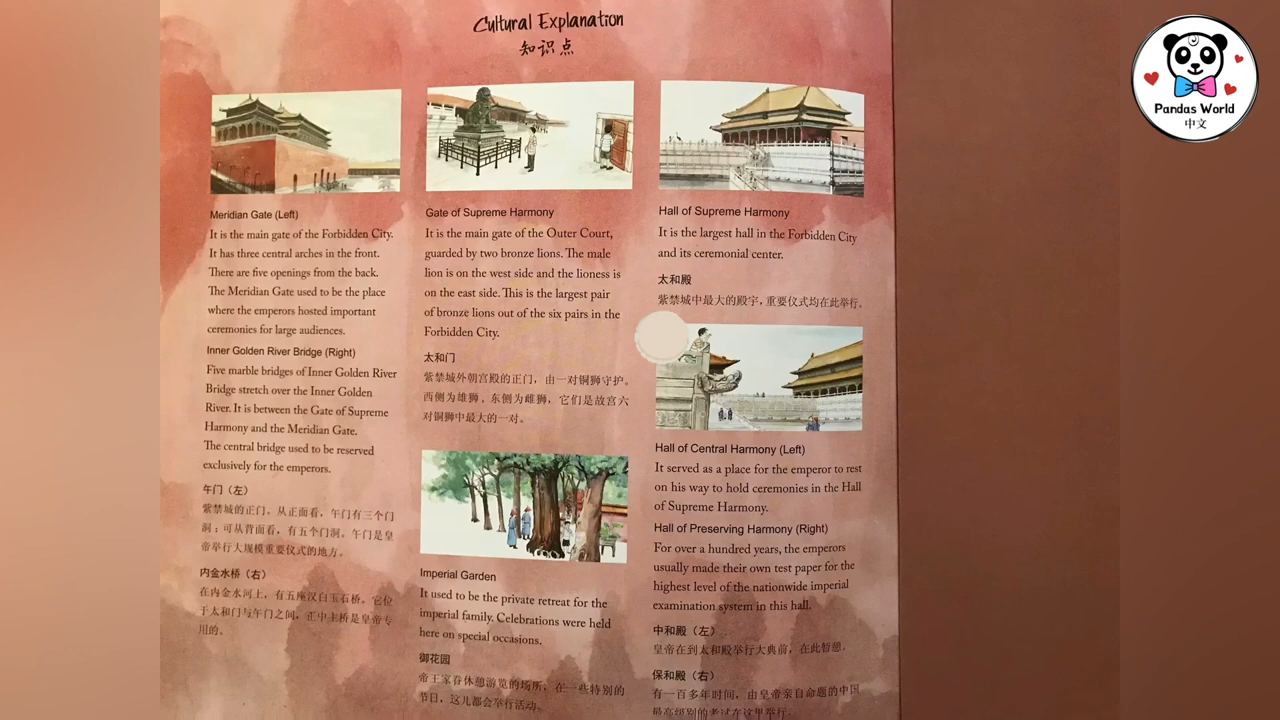 Cultural Explanation
知识点
Meridian Gate (Left)
It is the main gate of the Forbidden City.
It has three central arches in the front.
There are five openings from the back.
The Meridian Gate used to be the place
where the emperors hosted important
ceremonies for large audiences.
Inner Golden River Bridge (Right)
Five marble bridges of Inner Golden River
Bridge stretch over the Inner Golden
River. It is between the Gate of Supreme
Harmony and the Meridian Gate.
The central bridge used to be reserved
exclusively for the emperors.
午门（左）
紫禁城的正门。从正面看，午门有三个门
洞；可从背面看，有五个门洞。午门是皇
帝举行大规模重要仪式的地方。
内金水桥（右）
在内金水河上，有五座汉白玉石桥。它位
于太和门与午门之间，正中主桥是皇帝专
用的。
Gate of Supreme Harmony
It is the main gate of the Outer Court,
guarded by two bronze lions. The male
lion is on the west side and the lioness is
on the east side. This is the largest pair
of bronze lions out of the six pairs in the
Forbidden City.
太和门
紫禁城外朝宫殿的正门，由一对铜狮守护。
西侧为雄狮，东侧为雌狮，它们是故宫六
对铜狮中最大的一对。
Imperial Garden
It used to be the private retreat for the
imperial family. Celebrations were held
here on special occasions.
御花园
帝王家眷休憩游览的场所，在一些特别的
节日，这儿都会举行活动。
Hall of Supreme Harmony
It is the largest hall in the Forbidden City
and its ceremonial center.
太和殿
紫禁城中最大的殿宇，重要仪式均在此举行。
Hall of Central Harmony (Left)
It served as a place for the emperor to rest
on his way to hold ceremonies in the Hall
of Supreme Harmony.
Hall of Preserving Harmony (Right)
For over a hundred years, the emperors
usually made their own test paper for the
highest level of the nationwide imperial
examination system in this hall.
中和殿（左）
皇帝在到太和殿举行大典前，在此暂憩。
保和殿（右）
有一百多年时间，由皇帝亲自命题的中国
最高级别的考试在这里举行。
Pandas World
中文